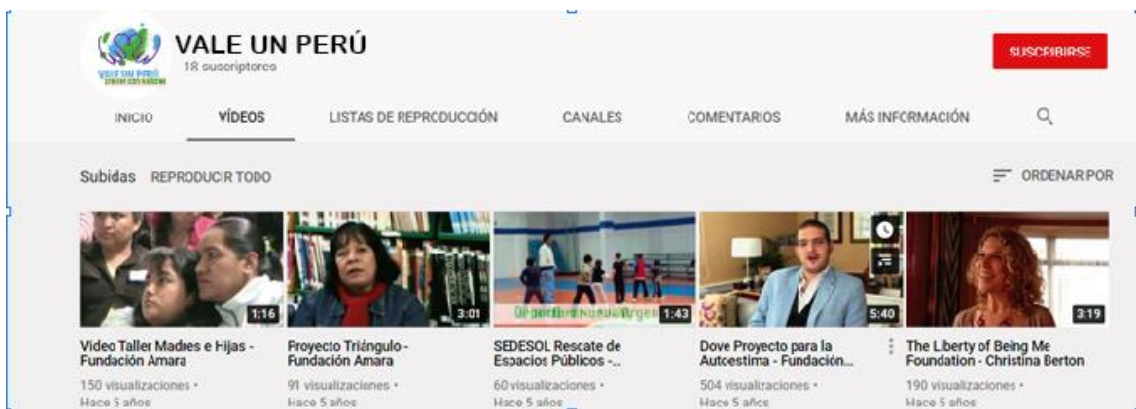 VALE UN PERÚ
18 suscriptores
SUSCRIBIRSE
VALE UN PERÚ
INICIO VÍDEOS LISTAS DE REPRODUCCIÓN CANALES COMENTARIOS MÁS INFORMACIÓN
Subidas REPRODUCIR TODO ORDENAR POR
1:16 3:01 1:43 5:40 3:19
Video Taller Madres e Hijas -
Fundación Amara
150 visualizaciones •
Hace 5 años
Proyecto Triángulo -
Fundación Amara
91 visualizaciones •
Hace 5 años
SEDESOL Rescate de
Espacios Públicos -...
60 visualizaciones •
Hace 5 años
Dove Proyecto para la
Autoestima - Fundación...
504 visualizaciones •
Hace 5 años
The Liberty of Being Me
Foundation - Christina Berton
190 visualizaciones •
Hace 5 años